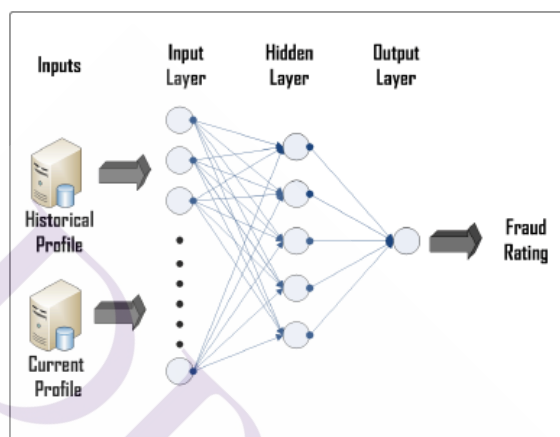 Inputs
Input
Layer
Hidden
Layer
Output
Layer
Historical
Profile
Current
Profile
Fraud
Rating